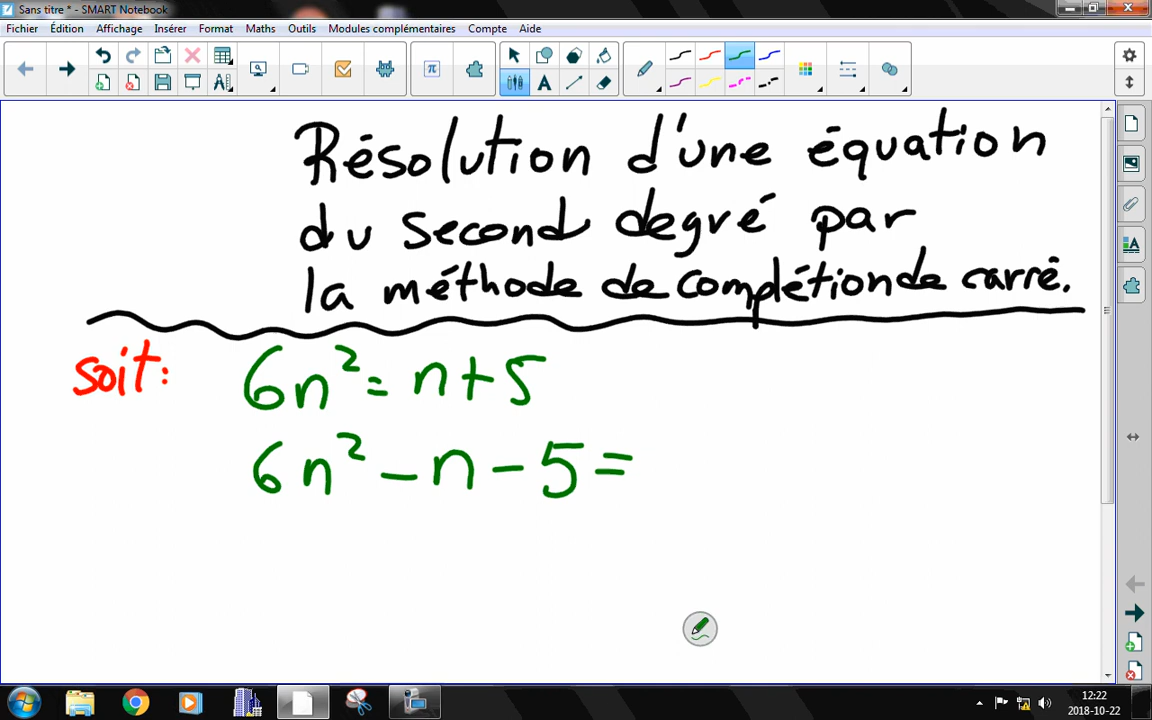 Sans titre * - SMART Notebook
Fichier Édition Affichage Insérer Format Maths Outils Modules complémentaires Compte Aide
Résolution d'une équation
du second degré par
la méthode de complétion de carré.
soit: 6n² = n + 5
6n² - n - 5 =
12:22
2018-10-22